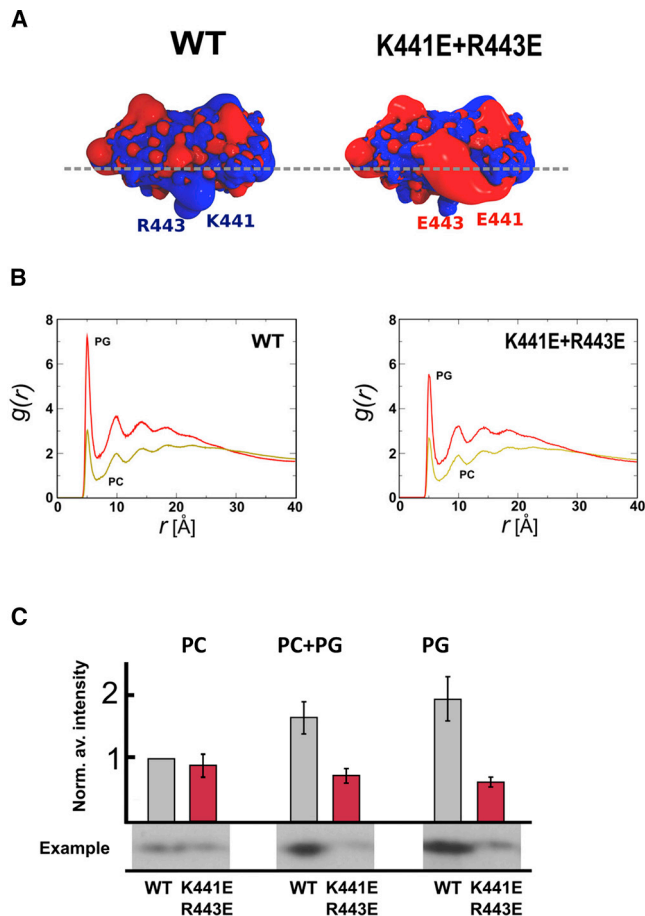 A
WT K441E+R443E
R443 K441 E443 E441
B
8
6
4
2
0
g(r)
PG
PC
WT
0 10 20 30 40
r [Å]
8
6
4
2
0
g(r)
PG
PC
K441E+R443E
0 10 20 30 40
r [Å]
C
PC PC+PG PG
Norm. av. intensity
2
1
Example
WT K441E WT K441E WT K441E
R443E R443E R443E